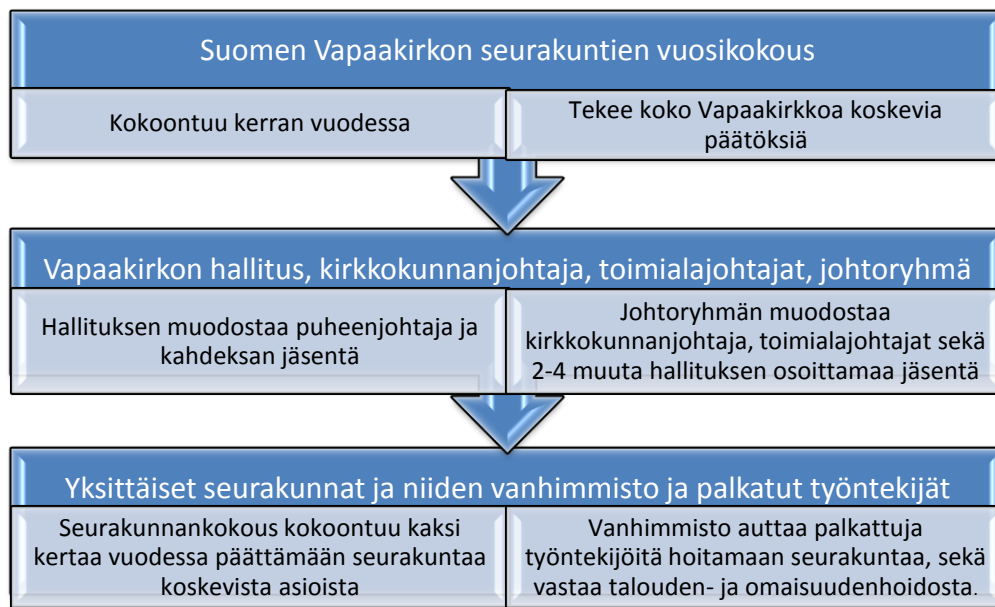 Suomen Vapaakirkon seurakuntien vuosikokous
Kokoontuu kerran vuodessa
Tekee koko Vapaakirkkoa koskevia
päätöksiä
Vapaakirkon hallitus, kirkkokunnanjohtaja, toimialajohtajat, johtoryhmä
Hallituksen muodostaa puheenjohtaja ja
kahdeksan jäsentä
Johtoryhmän muodostaa
kirkkokunnanjohtaja, toimialajohtajat sekä
2-4 muuta hallituksen osoittamaa jäsentä
Yksittäiset seurakunnat ja niiden vanhimmisto ja palkatut työntekijät
Seurakunnankokous kokoontuu kaksi
kertaa vuodessa päättämään seurakuntaa
koskevista asioista
Vanhimmisto auttaa palkattuja
työntekijöitä hoitamaan seurakuntaa, sekä
vastaa talouden- ja omaisuudenhoidosta.